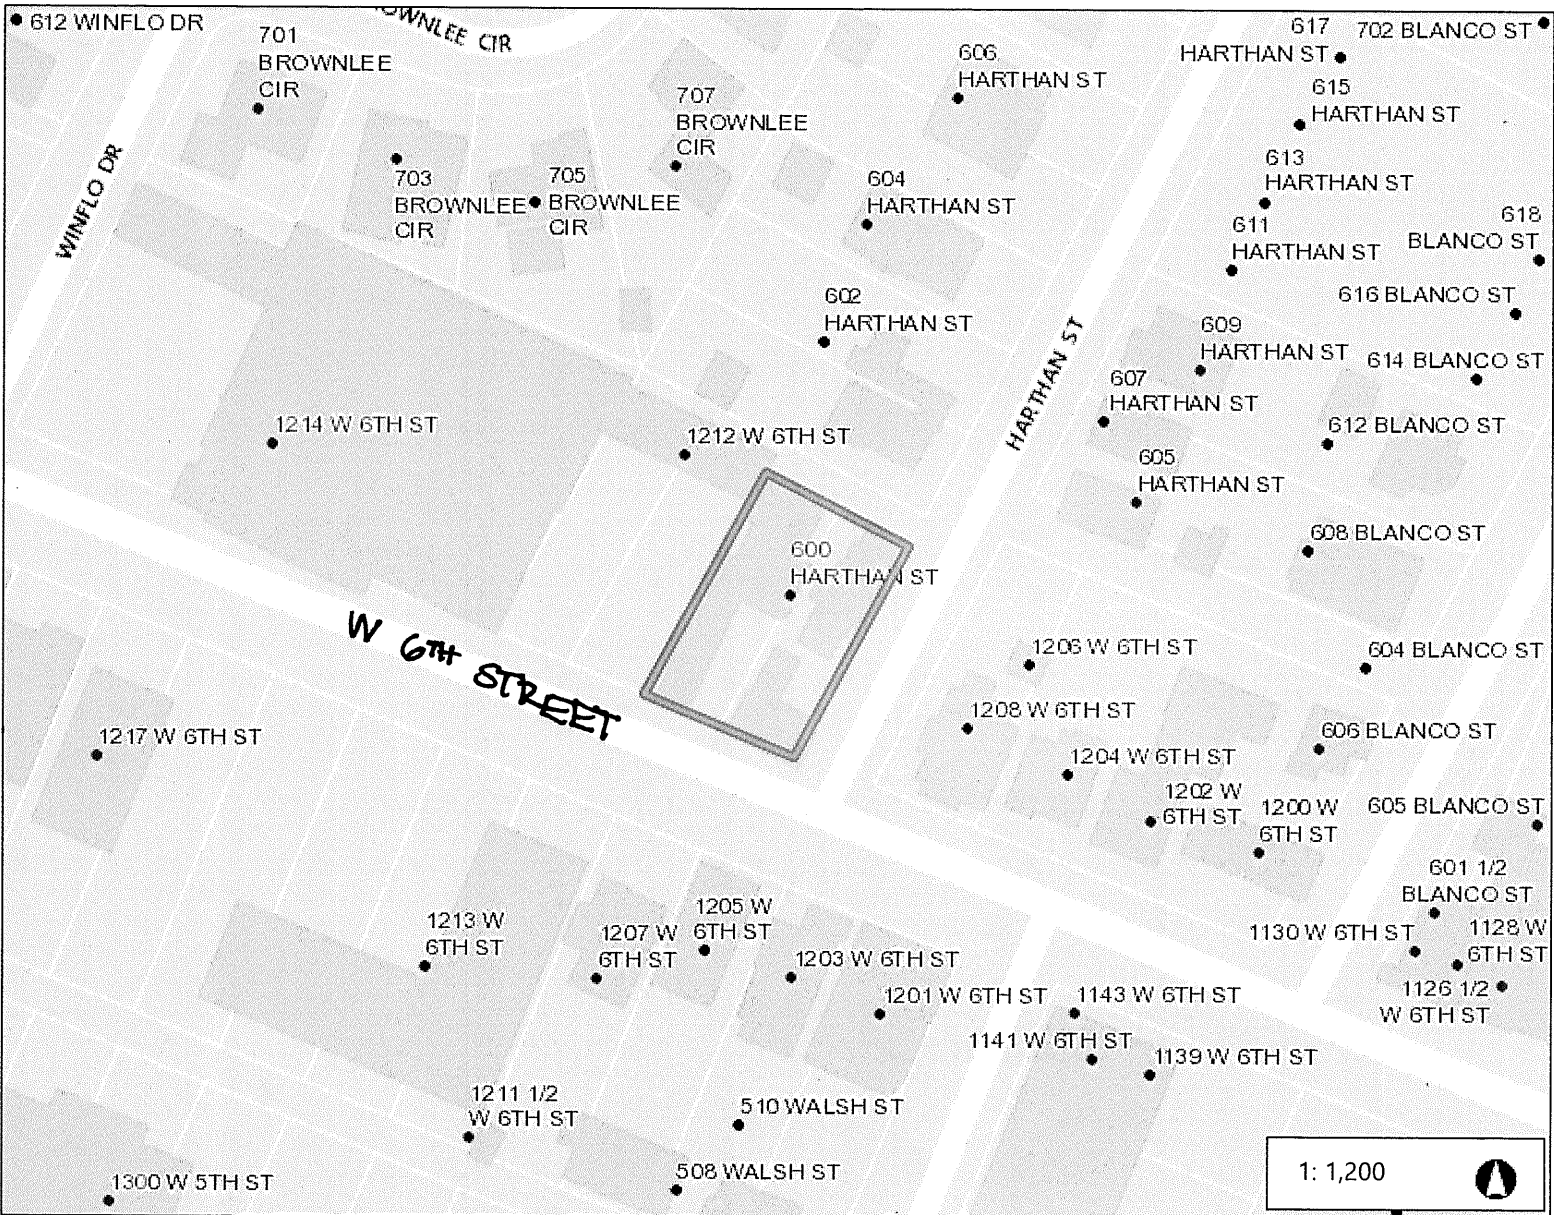 612 WINFLO DR
701
BROWNLEE
CIR
BROWNLEE CIR
606
HARTHAN ST
617
HARTHAN ST
702 BLANCO ST
615
HARTHAN ST
707
BROWNLEE
CIR
WINFLO DR
703
BROWNLEE
CIR
705
BROWNLEE
CIR
604
HARTHAN ST
613
HARTHAN ST
611
HARTHAN ST
618
BLANCO ST
616 BLANCO ST
602
HARTHAN ST
HARTHAN ST
609
HARTHAN ST
614 BLANCO ST
607
HARTHAN ST
612 BLANCO ST
1214 W 6TH ST
1212 W 6TH ST
605
HARTHAN ST
608 BLANCO ST
600
HARTHAN ST
W 6TH STREET
1206 W 6TH ST
604 BLANCO ST
1208 W 6TH ST
606 BLANCO ST
1217 W 6TH ST
1204 W 6TH ST
1202 W
6TH ST
1200 W
6TH ST
605 BLANCO ST
601 1/2
BLANCO ST
1213 W
6TH ST
1207 W
6TH ST
1205 W
6TH ST
1203 W 6TH ST
1130 W 6TH ST
1128 W
6TH ST
1126 1/2
W 6TH ST
1201 W 6TH ST
1143 W 6TH ST
1141 W 6TH ST
1139 W 6TH ST
1211 1/2
W 6TH ST
510 WALSH ST
508 WALSH ST
1300 W 5TH ST
1: 1,200